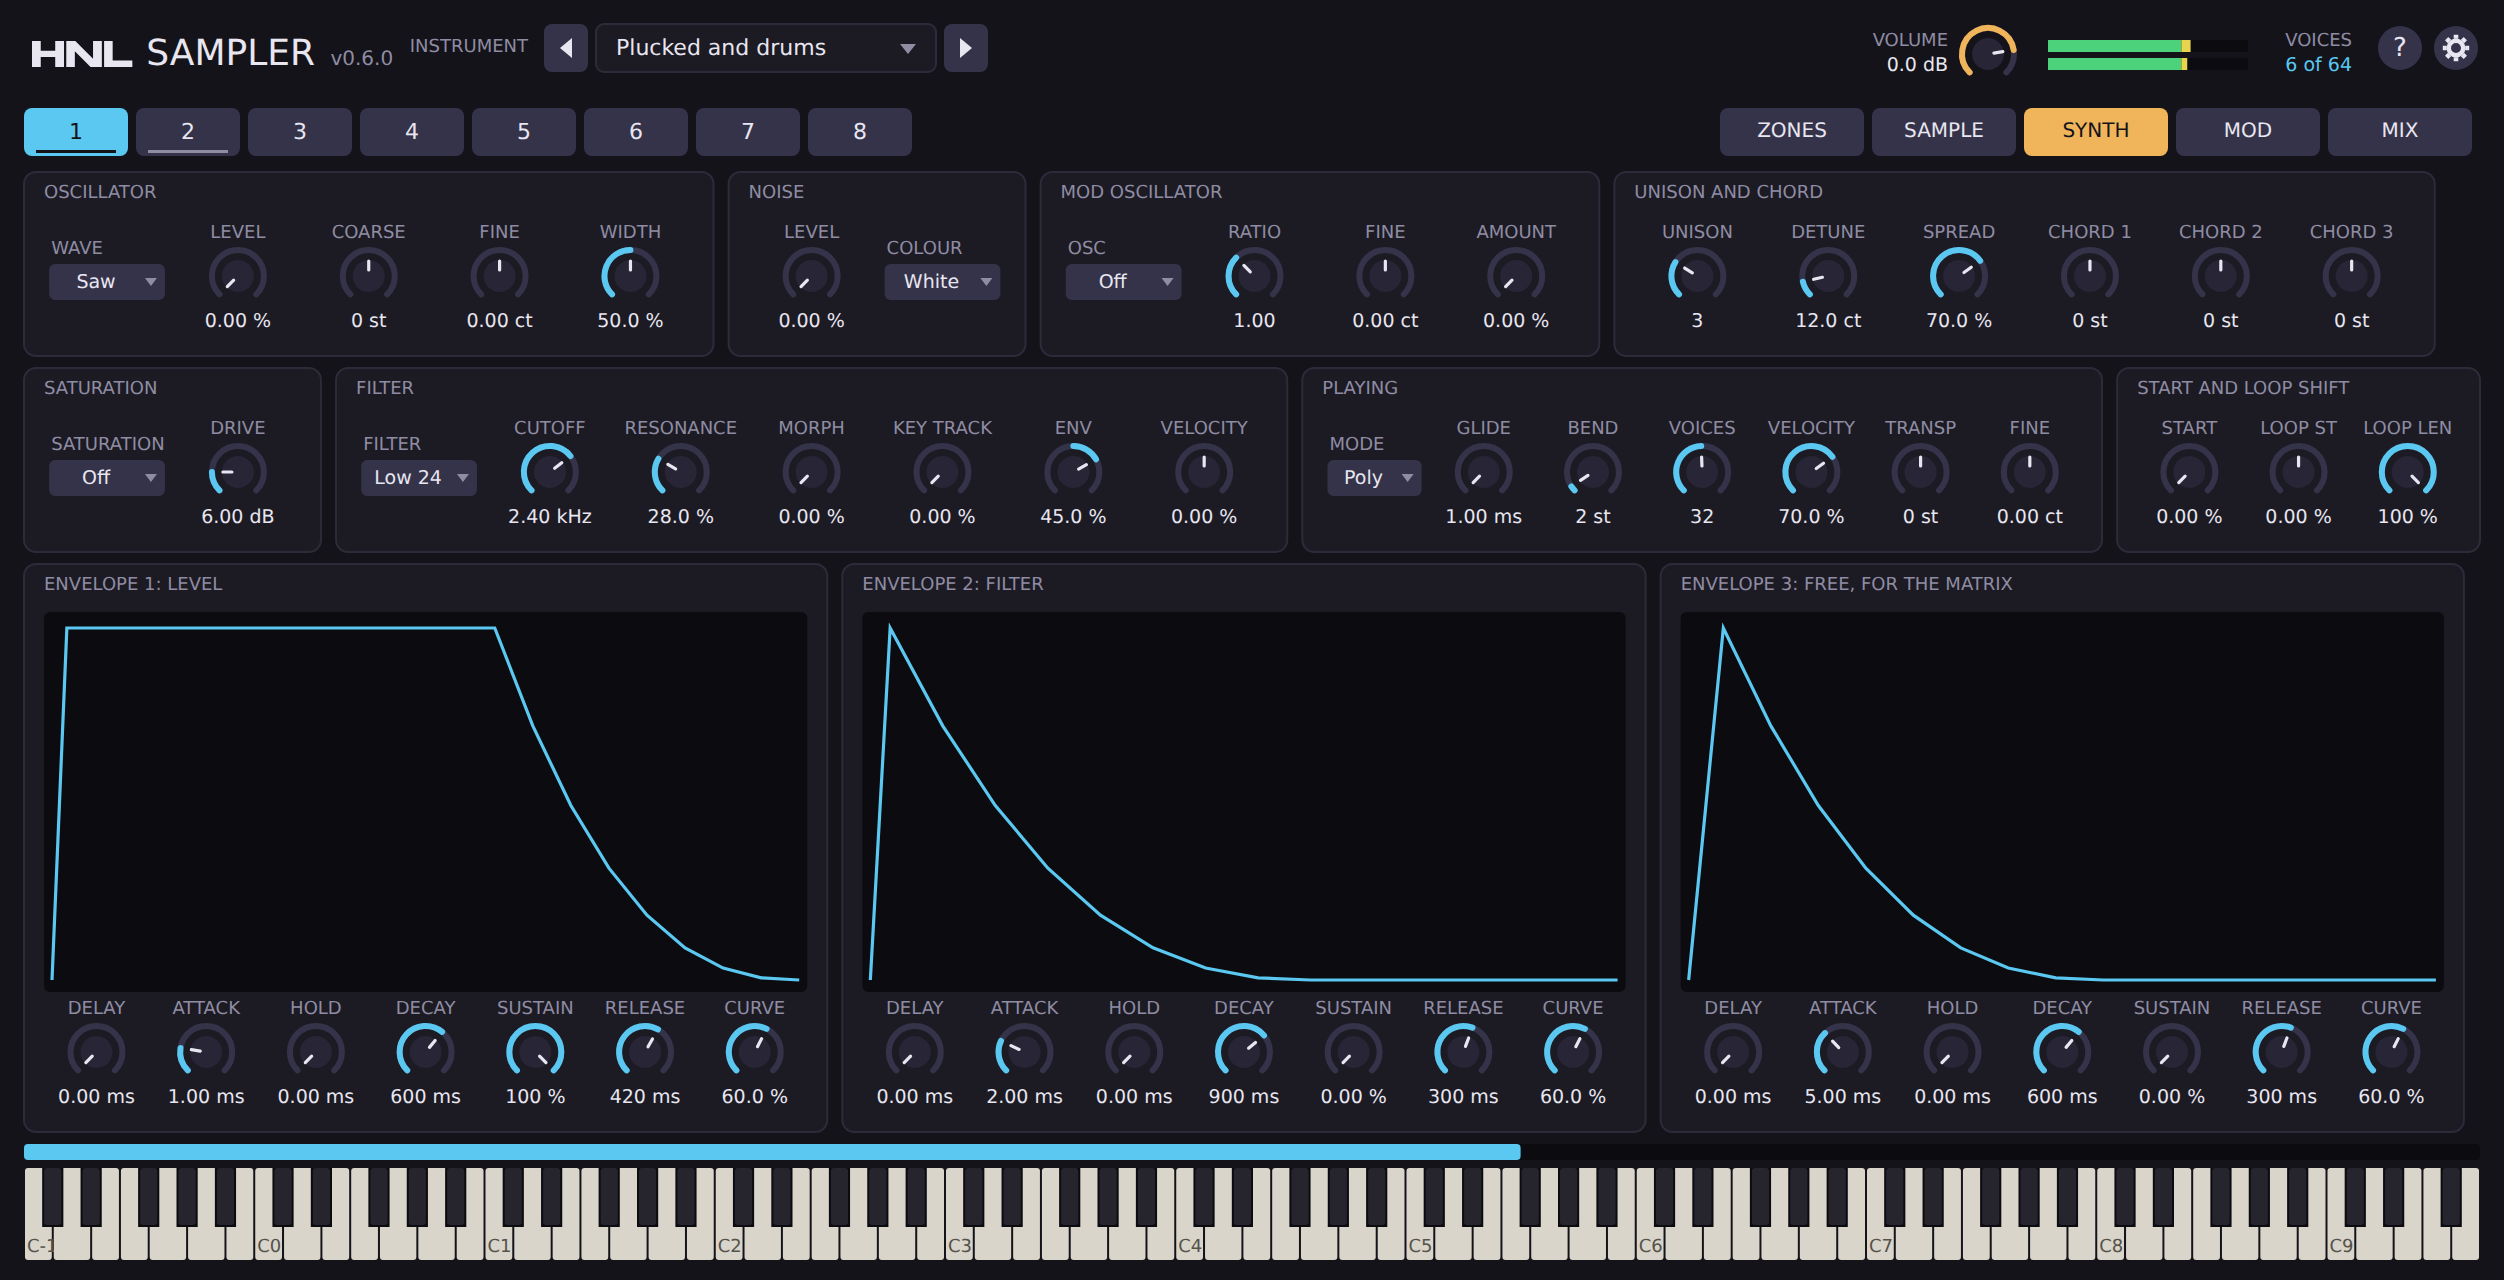 HNL SAMPLER v0.6.0 INSTRUMENT Plucked and drums VOLUME 0.0 dB VOICES 6 of 64 ?
1 2 3 4 5 6 7 8 ZONES SAMPLE SYNTH MOD MIX
OSCILLATOR NOISE MOD OSCILLATOR UNISON AND CHORD
WAVE LEVEL COARSE FINE WIDTH LEVEL COLOUR OSC RATIO FINE AMOUNT UNISON DETUNE SPREAD CHORD 1 CHORD 2 CHORD 3
Saw White Off
0.00 % 0 st 0.00 ct 50.0 % 0.00 % 1.00 0.00 ct 0.00 % 3 12.0 ct 70.0 % 0 st 0 st 0 st
SATURATION FILTER PLAYING START AND LOOP SHIFT
SATURATION DRIVE FILTER CUTOFF RESONANCE MORPH KEY TRACK ENV VELOCITY MODE GLIDE BEND VOICES VELOCITY TRANSP FINE START LOOP ST LOOP LEN
Off Low 24 Poly
6.00 dB 2.40 kHz 28.0 % 0.00 % 0.00 % 45.0 % 0.00 % 1.00 ms 2 st 32 70.0 % 0 st 0.00 ct 0.00 % 0.00 % 100 %
ENVELOPE 1: LEVEL ENVELOPE 2: FILTER ENVELOPE 3: FREE, FOR THE MATRIX
DELAY ATTACK HOLD DECAY SUSTAIN RELEASE CURVE DELAY ATTACK HOLD DECAY SUSTAIN RELEASE CURVE DELAY ATTACK HOLD DECAY SUSTAIN RELEASE CURVE
0.00 ms 1.00 ms 0.00 ms 600 ms 100 % 420 ms 60.0 % 0.00 ms 2.00 ms 0.00 ms 900 ms 0.00 % 300 ms 60.0 % 0.00 ms 5.00 ms 0.00 ms 600 ms 0.00 % 300 ms 60.0 %
C-1 C0 C1 C2 C3 C4 C5 C6 C7 C8 C9